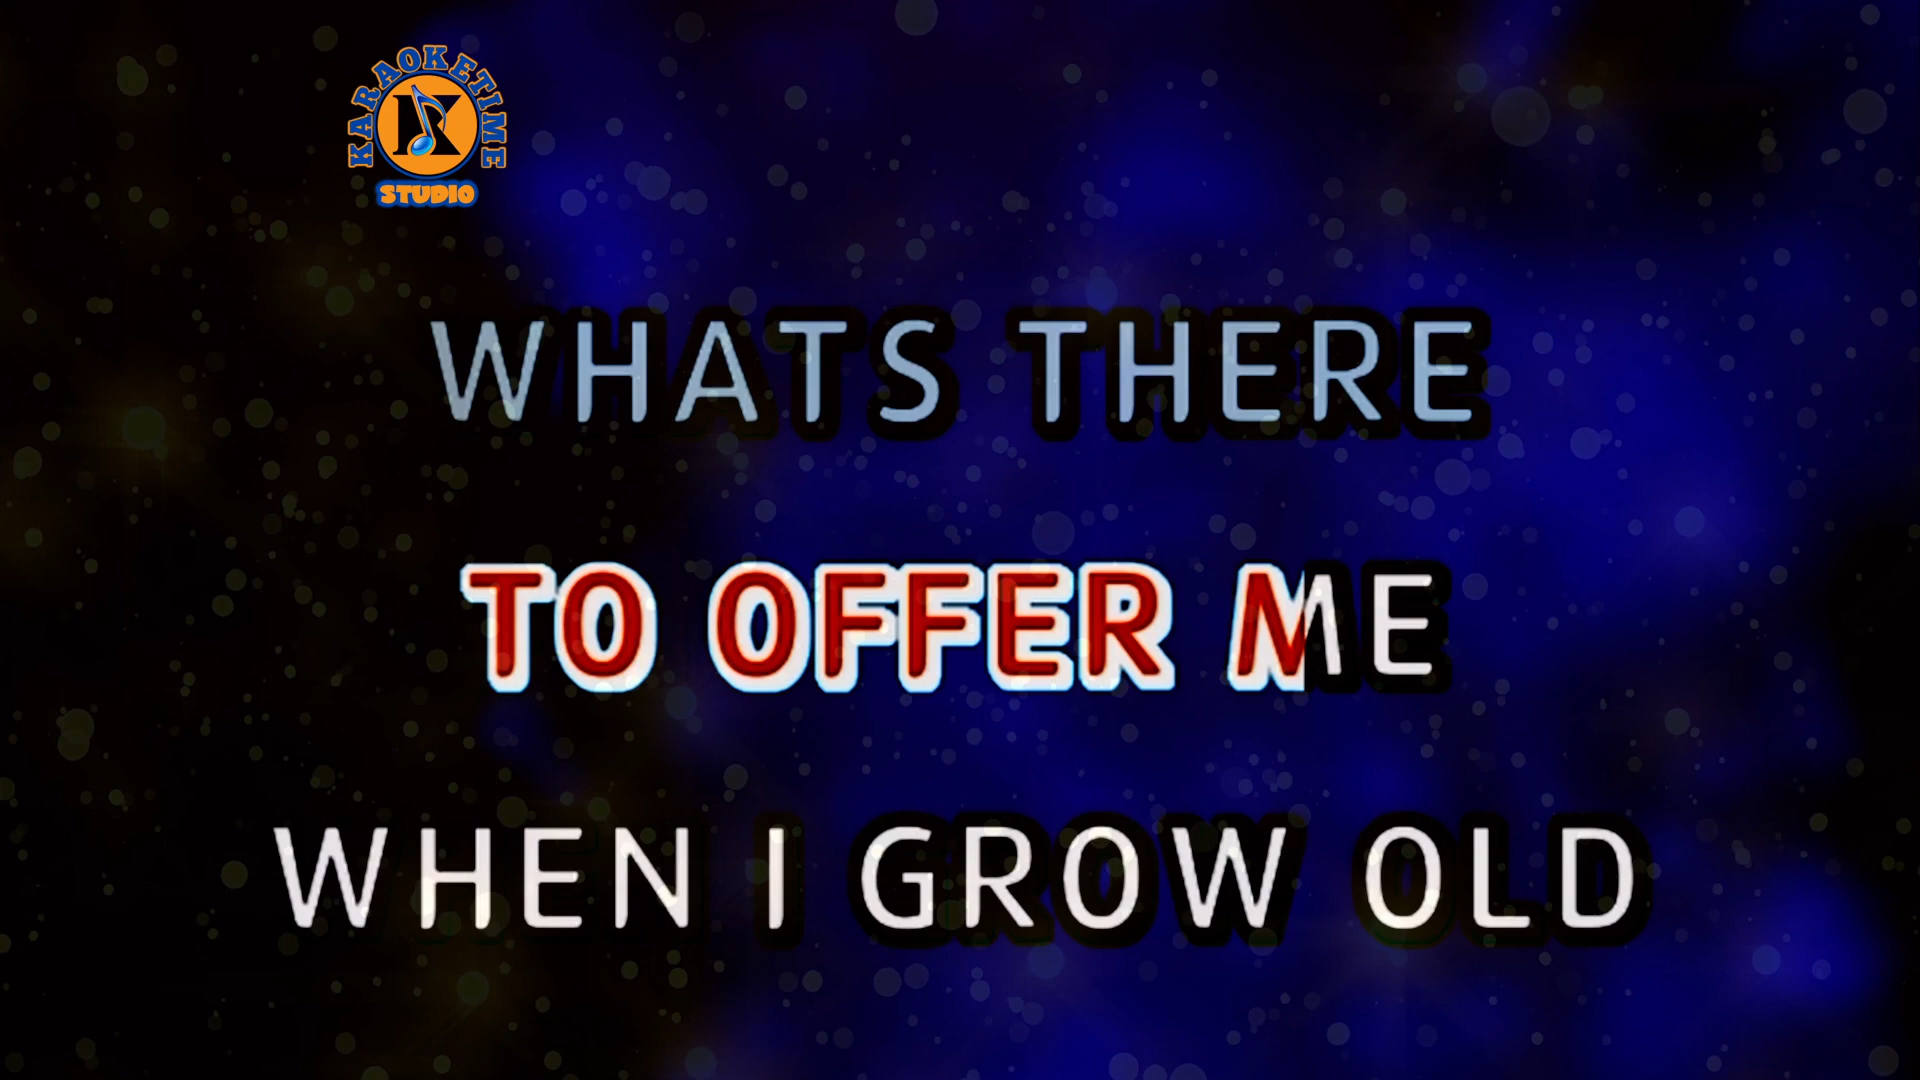 KARAOKETIME
K
STUDIO
WHATS THERE
TO OFFER ME
WHEN I GROW OLD